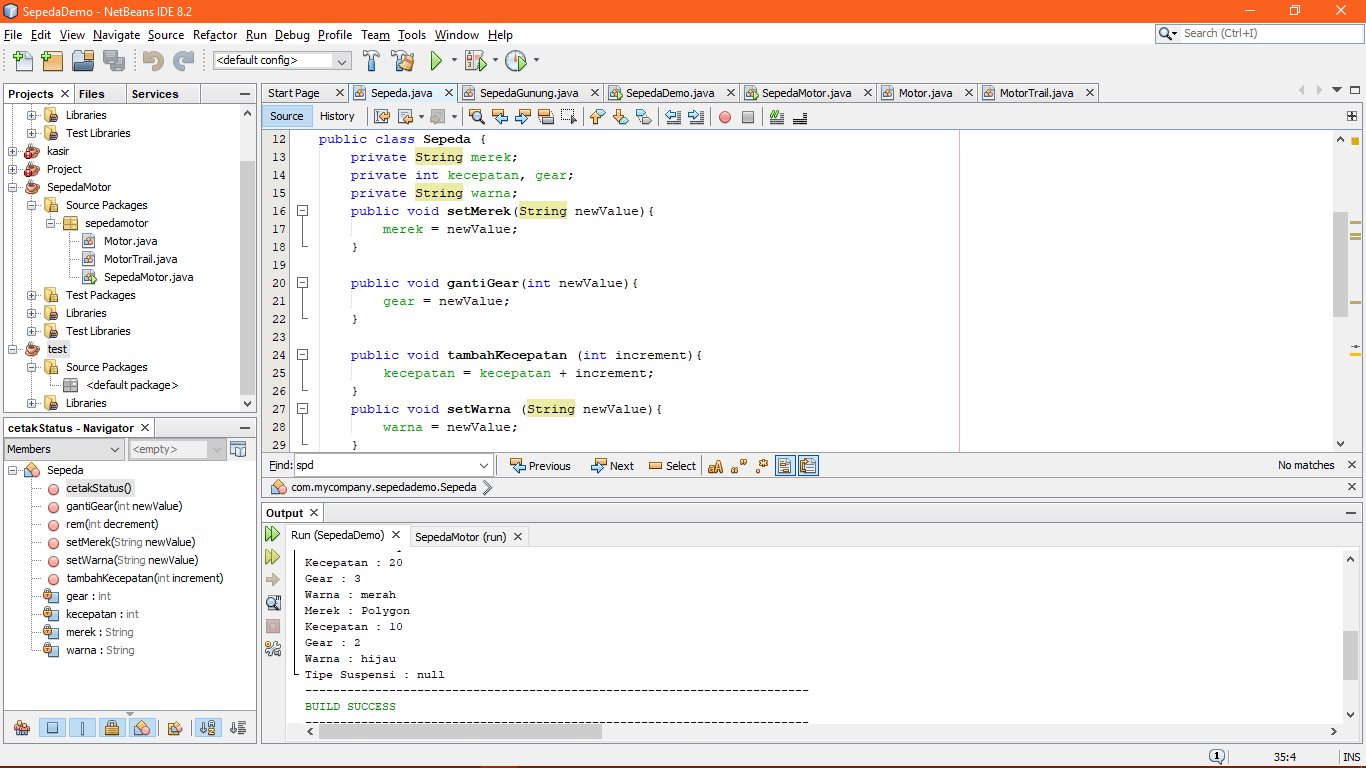 SepedaDemo - NetBeans IDE 8.2
File Edit View Navigate Source Refactor Run Debug Profile Team Tools Window Help
Search (Ctrl+I)
<default config>
Projects Files Services
Libraries
Test Libraries
kasir
Project
SepedaMotor
Source Packages
sepedamotor
Motor.java
MotorTrail.java
SepedaMotor.java
Test Packages
Libraries
Test Libraries
test
Source Packages
<default package>
Libraries
cetakStatus - Navigator
Members <empty>
Sepeda
cetakStatus()
gantiGear(int newValue)
rem(int decrement)
setMerek(String newValue)
setWarna(String newValue)
tambahKecepatan(int increment)
gear : int
kecepatan : int
merek : String
warna : String
Start Page Sepeda.java SepedaGunung.java SepedaDemo.java SepedaMotor.java Motor.java MotorTrail.java
Source History
12 public class Sepeda {
13 private String merek;
14 private int kecepatan, gear;
15 private String warna;
16 public void setMerek(String newValue){
17 merek = newValue;
18 }
19
20 public void gantiGear(int newValue){
21 gear = newValue;
22 }
23
24 public void tambahKecepatan (int increment){
25 kecepatan = kecepatan + increment;
26 }
27 public void setWarna (String newValue){
28 warna = newValue;
29 }
Find: spd Previous Next Select No matches
com.mycompany.sepedademo.Sepeda
Output
Run (SepedaDemo) SepedaMotor (run)
Kecepatan : 20
Gear : 3
Warna : merah
Merek : Polygon
Kecepatan : 10
Gear : 2
Warna : hijau
Tipe Suspensi : null
------------------------------------------------------------------------
BUILD SUCCESS
------------------------------------------------------------------------
1 35:4 INS